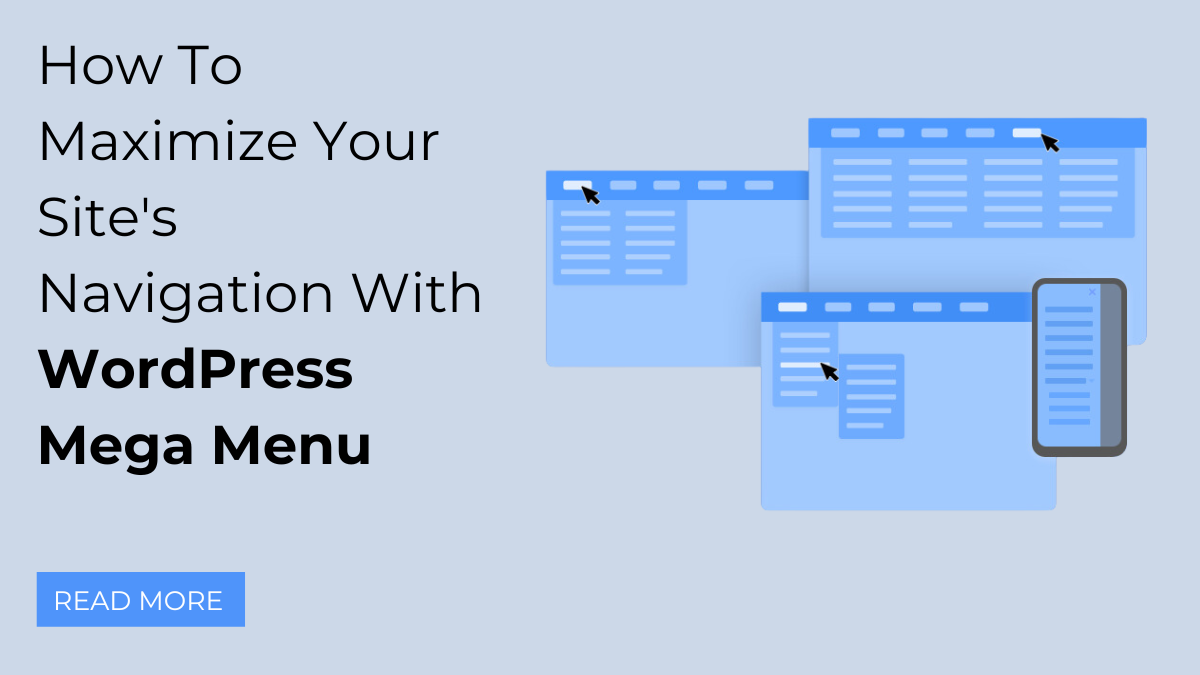 How To
Maximize Your
Site's
Navigation With
WordPress
Mega Menu
READ MORE